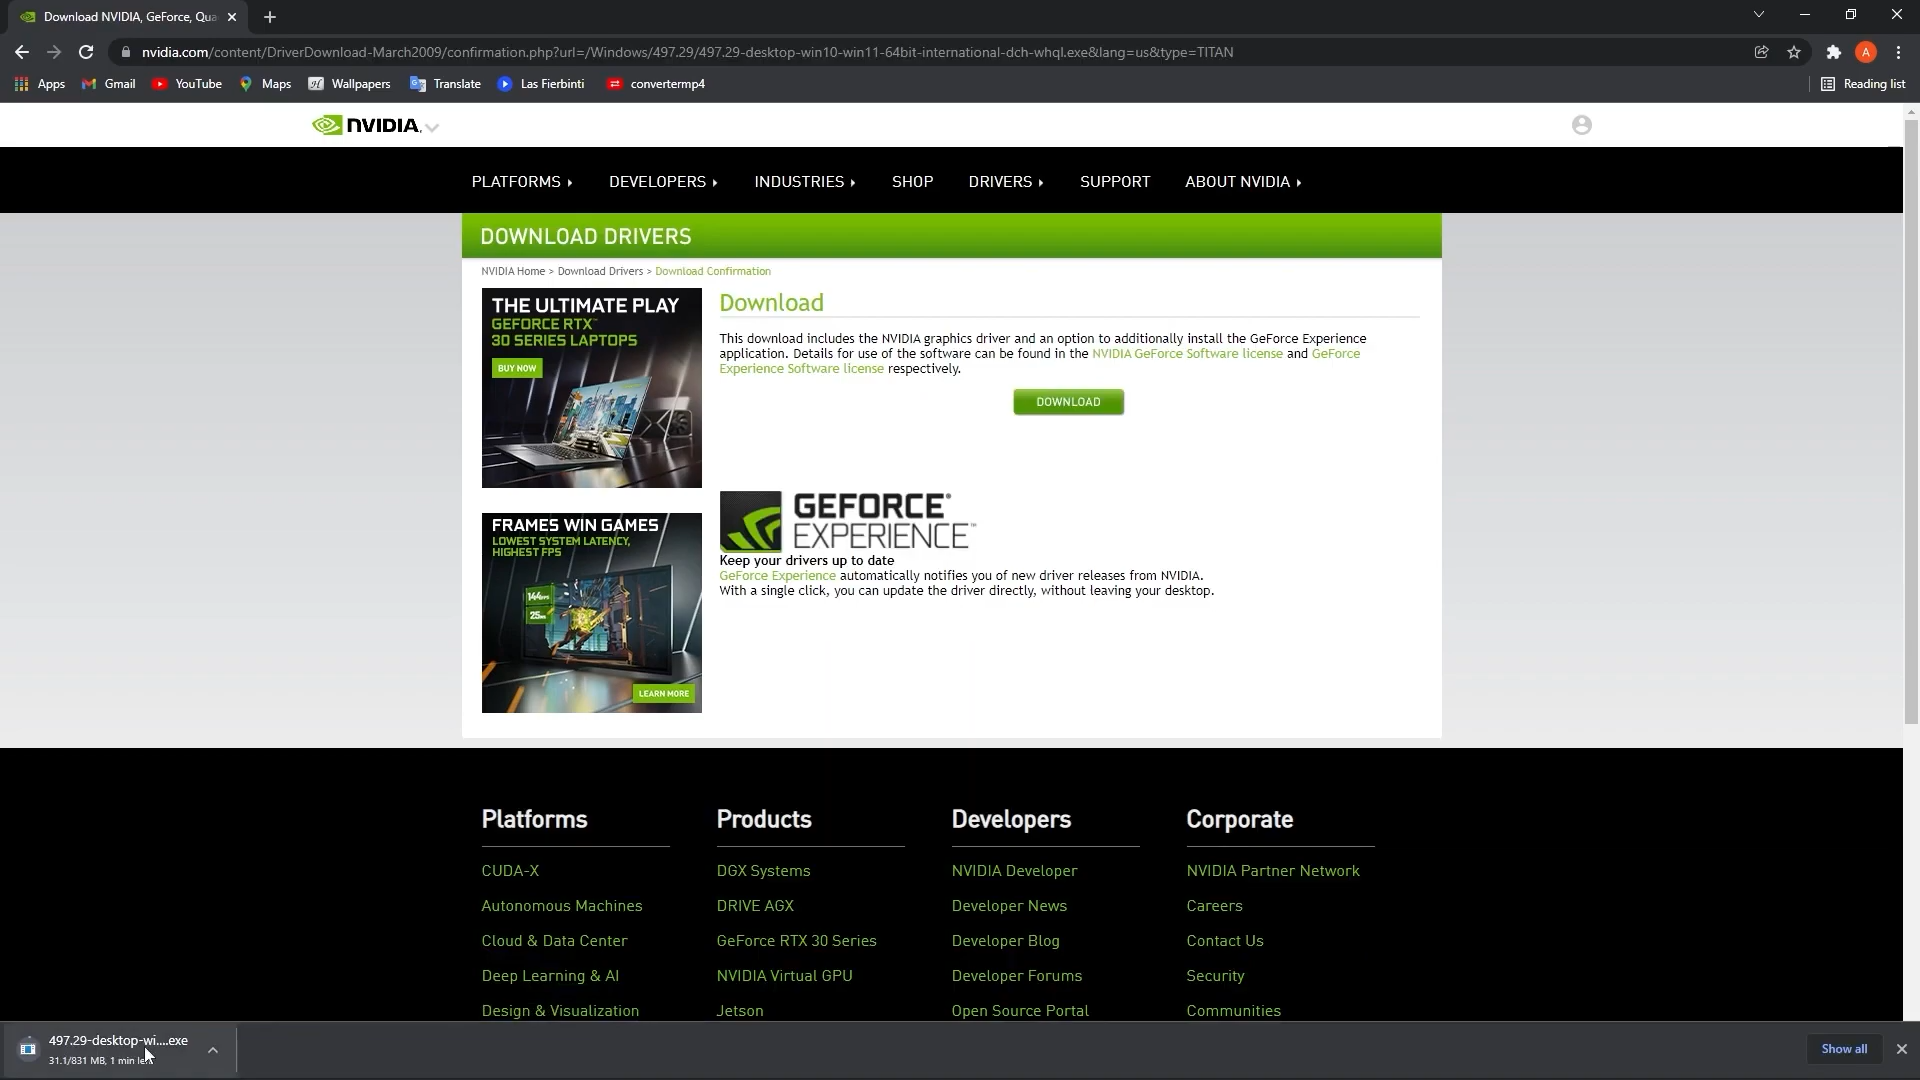 Download NVIDIA, GeForce, Qua
nvidia.com/content/DriverDownload-March2009/confirmation.php?url=/Windows/497.29/497.29-desktop-win10-win11-64bit-international-dch-whql.exe&lang=us&type=TITAN
A
Apps
Gmail
YouTube
Maps
Wallpapers
Translate
Las Fierbinti
convertermp4
Reading list
NVIDIA.
PLATFORMS
DEVELOPERS
INDUSTRIES
SHOP
DRIVERS
SUPPORT
ABOUT NVIDIA
DOWNLOAD DRIVERS
NVIDIA Home > Download Drivers > Download Confirmation
THE ULTIMATE PLAY
GEFORCE RTX™
30 SERIES LAPTOPS
BUY NOW
Download
This download includes the NVIDIA graphics driver and an option to additionally install the GeForce Experience
application. Details for use of the software can be found in the NVIDIA GeForce Software license and GeForce
Experience Software license respectively.
DOWNLOAD
FRAMES WIN GAMES
LOWEST SYSTEM LATENCY,
HIGHEST FPS
25m
LEARN MORE
GEFORCE®
EXPERIENCE™
Keep your drivers up to date
GeForce Experience automatically notifies you of new driver releases from NVIDIA.
With a single click, you can update the driver directly, without leaving your desktop.
Platforms
CUDA-X
Autonomous Machines
Cloud & Data Center
Deep Learning & AI
Design & Visualization
Products
DGX Systems
DRIVE AGX
GeForce RTX 30 Series
NVIDIA Virtual GPU
Jetson
Developers
NVIDIA Developer
Developer News
Developer Blog
Developer Forums
Open Source Portal
Corporate
NVIDIA Partner Network
Careers
Contact Us
Security
Communities
497.29-desktop-wi....exe
31.1/831 MB, 1 min left
Show all